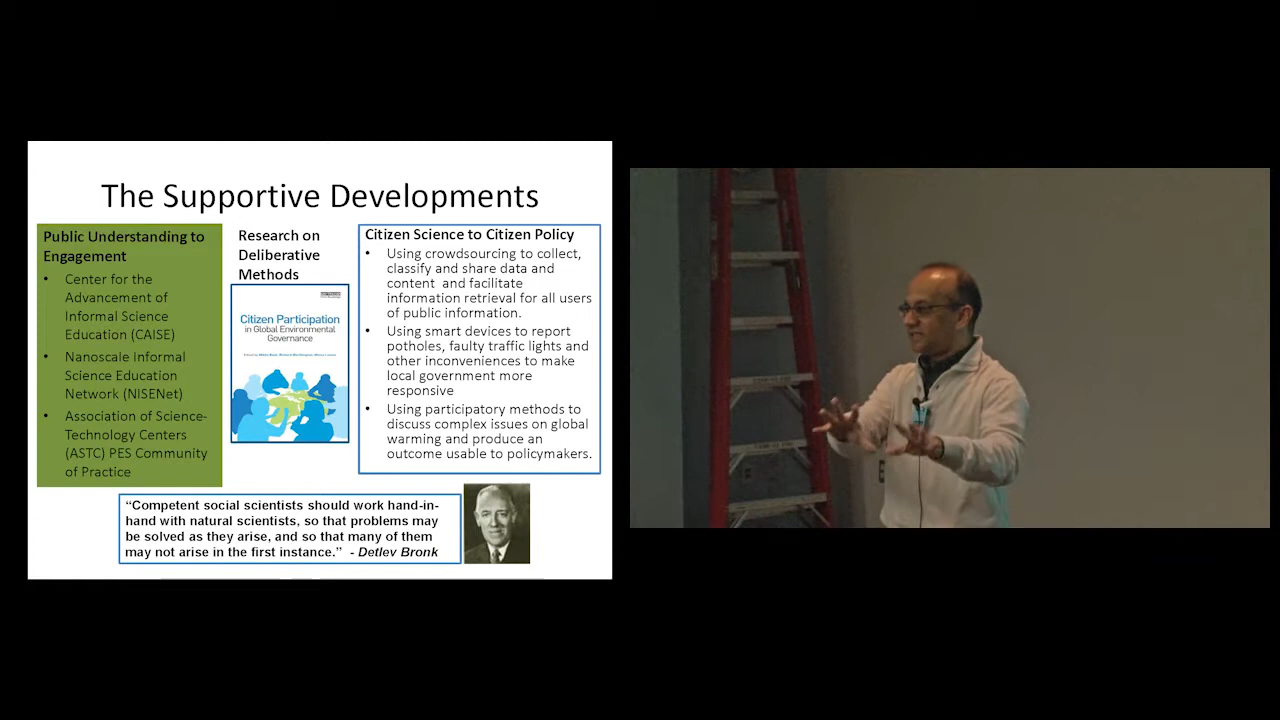 The Supportive Developments
Public Understanding to
Engagement
• Center for the
Advancement of
Informal Science
Education (CAISE)
• Nanoscale Informal
Science Education
Network (NISENet)
• Association of Science-
Technology Centers
(ASTC) PES Community
of Practice
Research on
Deliberative
Methods
Citizen Participation
in Global Environmental
Governance
Citizen Science to Citizen Policy
• Using crowdsourcing to collect,
classify and share data and
content and facilitate
information retrieval for all users
of public information.
• Using smart devices to report
potholes, faulty traffic lights and
other inconveniences to make
local government more
responsive
• Using participatory methods to
discuss complex issues on global
warming and produce an
outcome usable to policymakers.
“Competent social scientists should work hand-in-
hand with natural scientists, so that problems may
be solved as they arise, and so that many of them
may not arise in the first instance.” - Detlev Bronk